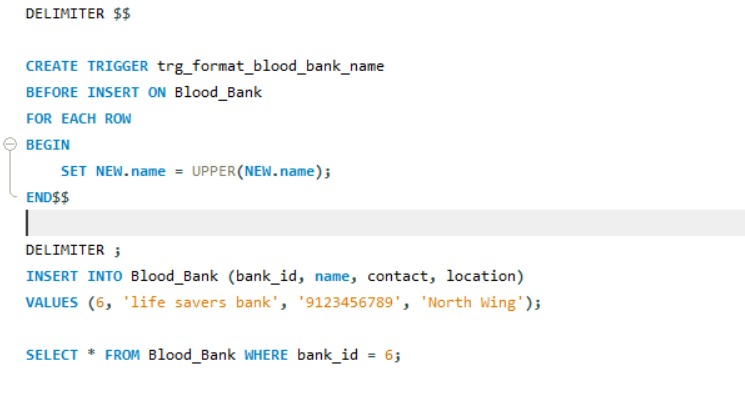 DELIMITER $$
CREATE TRIGGER trg_format_blood_bank_name
BEFORE INSERT ON Blood_Bank
FOR EACH ROW
BEGIN
SET NEW.name = UPPER(NEW.name);
END$$
DELIMITER ;
INSERT INTO Blood_Bank (bank_id, name, contact, location)
VALUES (6, 'life savers bank', '9123456789', 'North Wing');
SELECT * FROM Blood_Bank WHERE bank_id = 6;